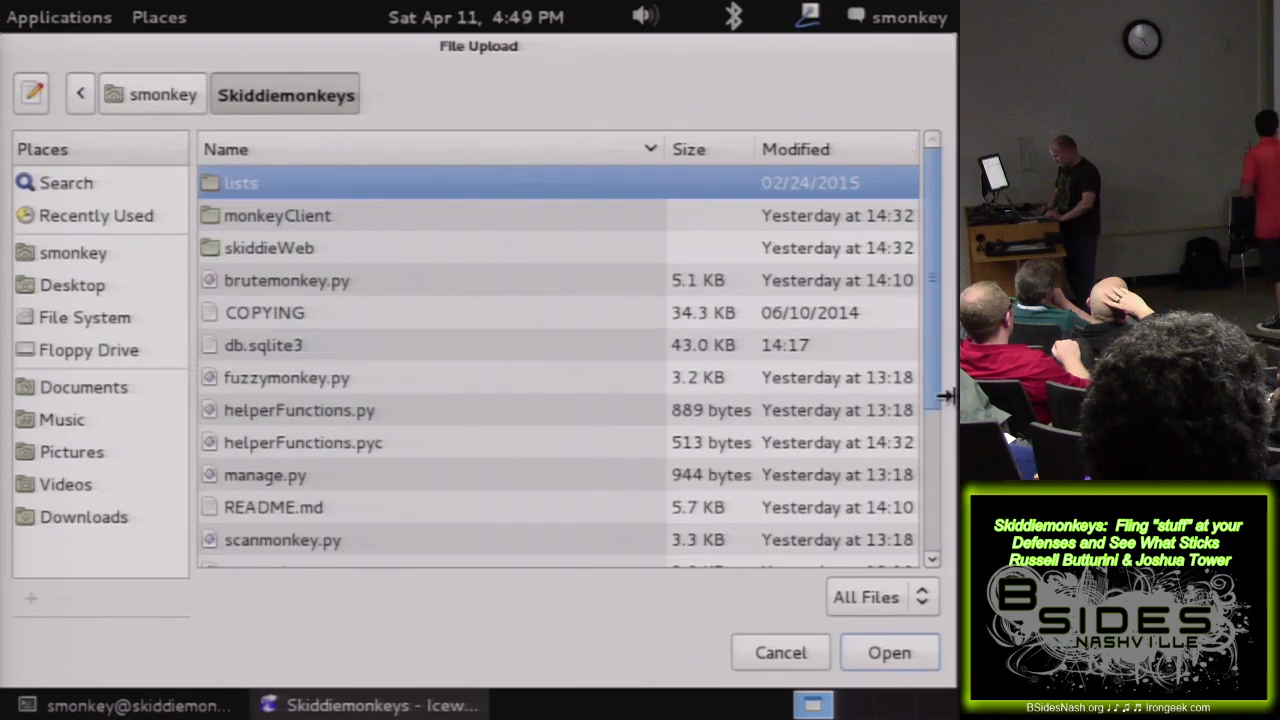 Applications Places Sat Apr 11, 4:49 PM smonkey
File Upload
smonkey Skiddiemonkeys
Places Name Size Modified
Search lists 02/24/2015
Recently Used monkeyClient Yesterday at 14:32
smonkey skiddieWeb Yesterday at 14:32
Desktop brutemonkey.py 5.1 KB Yesterday at 14:10
File System COPYING 34.3 KB 06/10/2014
Floppy Drive db.sqlite3 43.0 KB 14:17
Documents fuzzymonkey.py 3.2 KB Yesterday at 13:18
Music helperFunctions.py 889 bytes Yesterday at 13:18
Pictures helperFunctions.pyc 513 bytes Yesterday at 14:32
Videos manage.py 944 bytes Yesterday at 13:18
Downloads README.md 5.7 KB Yesterday at 14:10
scanmonkey.py 3.3 KB Yesterday at 13:18
All Files
Cancel Open
smonkey@skiddiemon... Skiddiemonkeys - Icew...
Skiddiemonkeys: Fling "stuff" at your
Defenses and See What Sticks
Russell Butturini & Joshua Tower
BSIDES
NASHVILLE
BSidesNash.org ♩♪♫♬ Irongeek.com